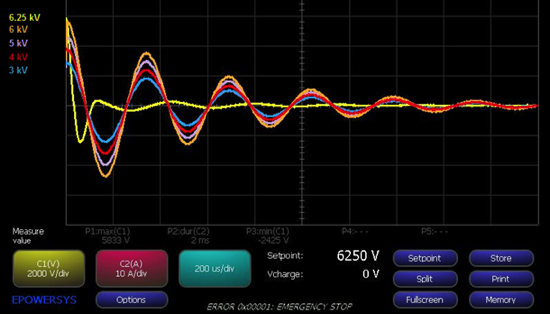 6.25 kV
6 kV
5 kV
4 kV
3 kV
Measure P1:max(C1) P2:dur(C2) P3:min(C1) P4:--- P5:---
value 5833 V 2 ms -2425 V
C1(V)
2000 V/div
C2(A)
10 A/div
200 us/div
Setpoint: 6250 V
Vcharge: 0 V
Setpoint Store
Split Print
Fullscreen Memory
EPOWERSYS Options
ERROR 0x00001: EMERGENCY STOP